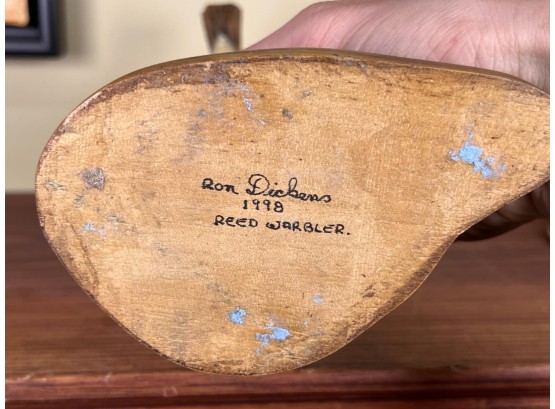 Ron Dickens
1998
REED WARBLER.